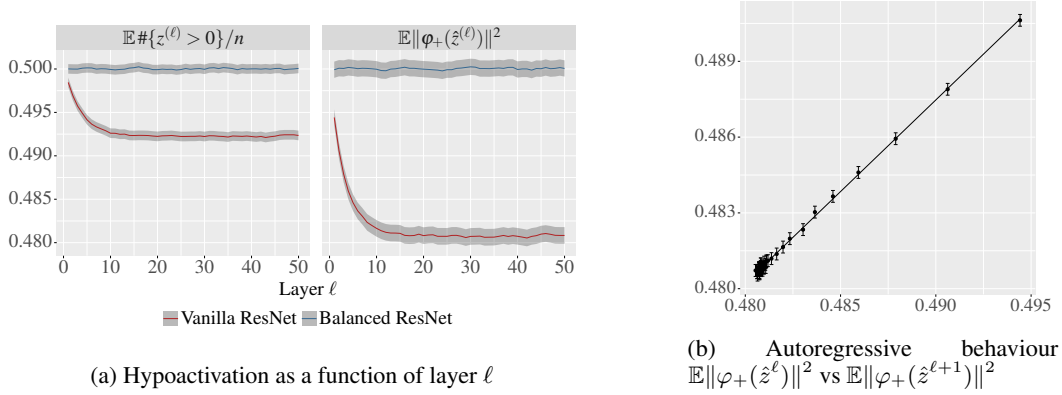 𝔼#{z^(ℓ) > 0}/n
𝔼‖φ₊(ẑ^(ℓ))‖²
0.500
0.495
0.490
0.485
0.480
0 10 20 30 40 50
0 10 20 30 40 50
Layer ℓ
Vanilla ResNet Balanced ResNet
(a) Hypoactivation as a function of layer ℓ
0.489
0.486
0.483
0.480
0.480 0.485 0.490 0.495
(b) Autoregressive behaviour
𝔼‖φ₊(ẑ^ℓ)‖² vs 𝔼‖φ₊(ẑ^ℓ+1)‖²